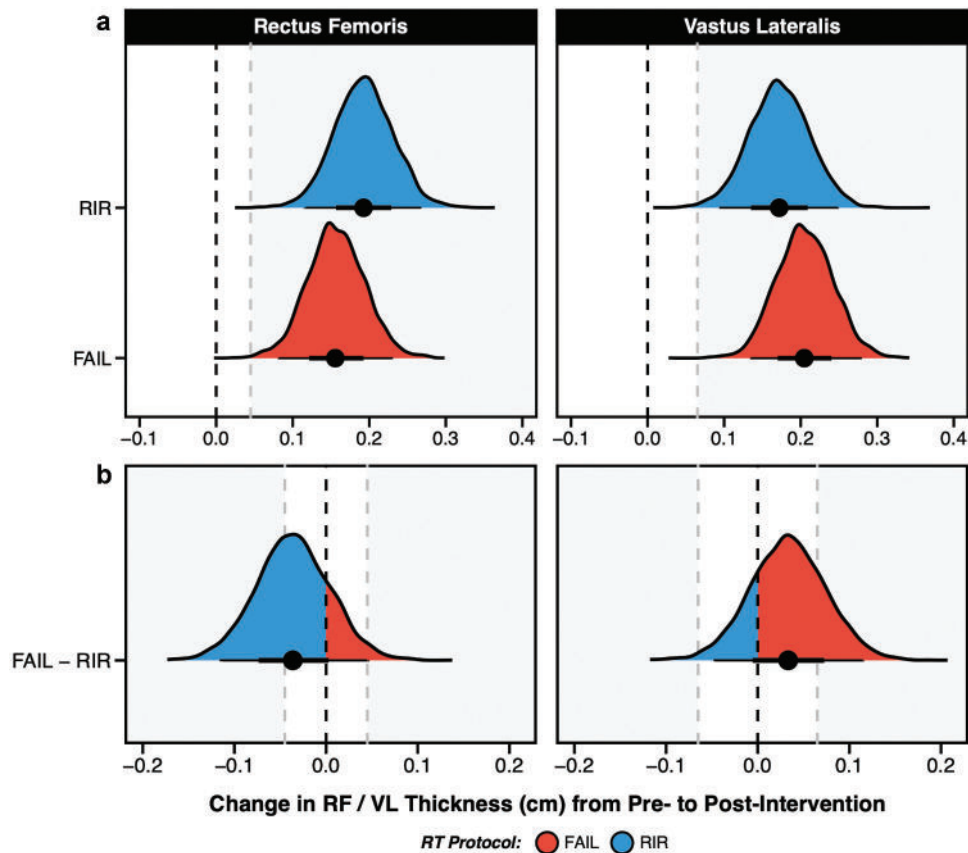 a
Rectus Femoris Vastus Lateralis
RIR
FAIL
−0.1 0.0 0.1 0.2 0.3 0.4 −0.1 0.0 0.1 0.2 0.3 0.4
b
FAIL − RIR
−0.2 −0.1 0.0 0.1 0.2 −0.2 −0.1 0.0 0.1 0.2
Change in RF / VL Thickness (cm) from Pre- to Post-Intervention
RT Protocol: FAIL RIR